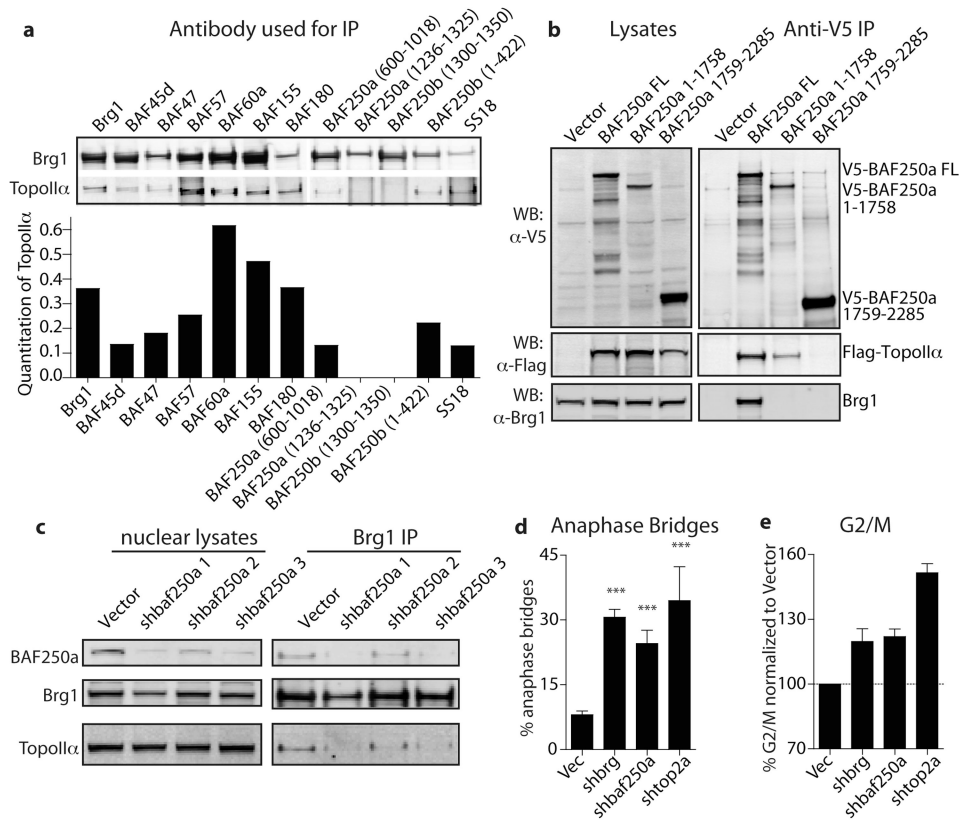 a
Antibody used for IP
Brg1
BAF45d
BAF47
BAF57
BAF60a
BAF155
BAF180
BAF250a (600-1018)
BAF250a (1236-1325)
BAF250b (1300-1350)
BAF250b (1-422)
SS18
Brg1
TopoIIα
Quantitation of TopoIIα
0.6
0.5
0.4
0.3
0.2
0.1
0.0
Brg1
BAF45d
BAF47
BAF57
BAF60a
BAF155
BAF180
BAF250a (600-1018)
BAF250a (1236-1325)
BAF250b (1300-1350)
BAF250b (1-422)
SS18
b
Lysates
Anti-V5 IP
Vector
BAF250a FL
BAF250a 1-1758
BAF250a 1759-2285
Vector
BAF250a FL
BAF250a 1-1758
BAF250a 1759-2285
WB:
α-V5
V5-BAF250a FL
V5-BAF250a
1-1758
V5-BAF250a
1759-2285
WB:
α-Flag
Flag-TopoIIα
WB:
α-Brg1
Brg1
c
nuclear lysates
Brg1 IP
Vector
shbaf250a 1
shbaf250a 2
shbaf250a 3
Vector
shbaf250a 1
shbaf250a 2
shbaf250a 3
BAF250a
Brg1
TopoIIα
d
Anaphase Bridges
% anaphase bridges
45
30
15
0
***
***
***
Vec
shbrg
shbaf250a
shtop2a
e
G2/M
% G2/M normalized to Vector
160
130
100
70
Vec
shbrg
shbaf250a
shtop2a